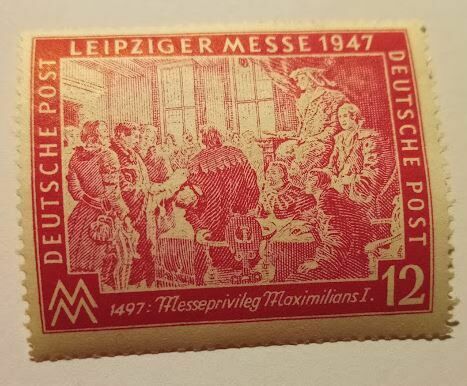 LEIPZIGER MESSE 1947
DEUTSCHE POST
DEUTSCHE POST
MM
1497: Messeprivileg Maximilians I.
12